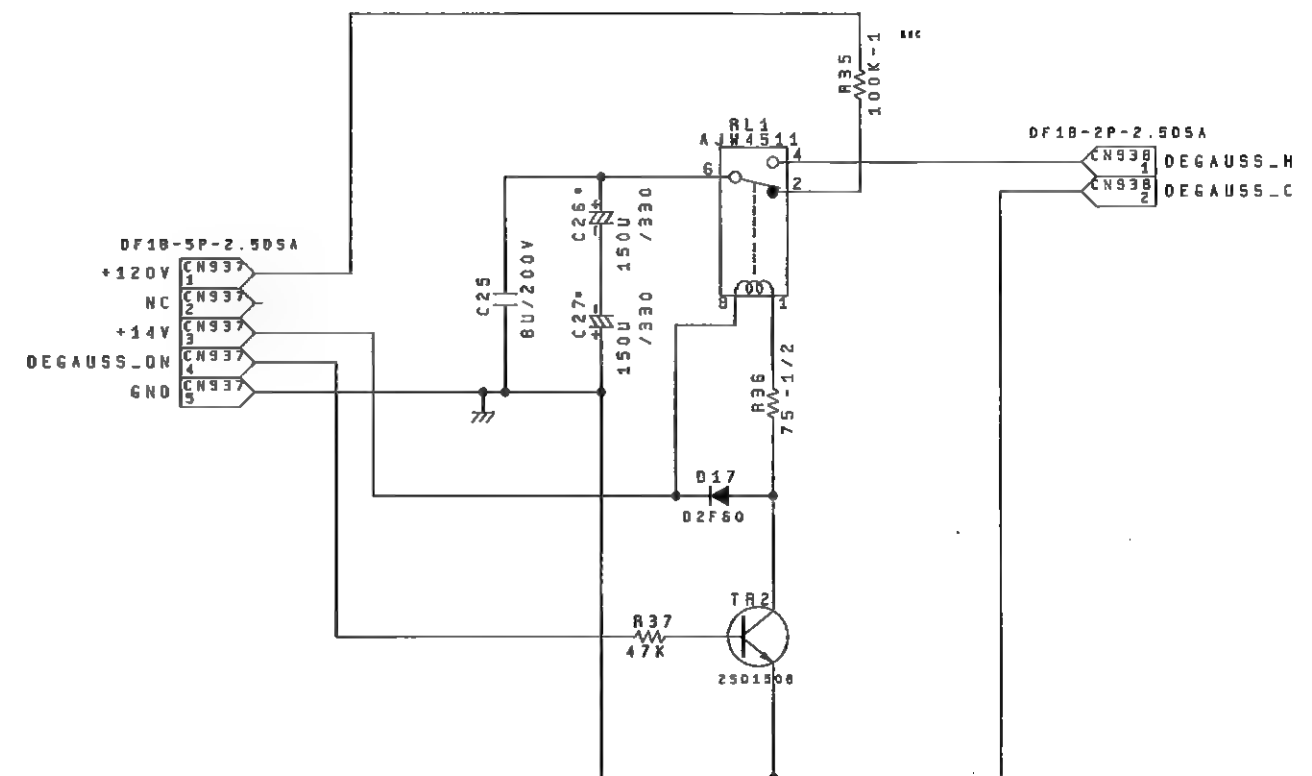 R35
100K-1
DF1B-2P-2.5DSA
RL1
AJW4511
4
CN938
1
DEGAUSS_H
6
2
CN938
2
DEGAUSS_C
C26*
+
-
150U
/330
DF1B-5P-2.5DSA
+120V
CN937
1
NC
CN937
2
+14V
CN937
3
DEGAUSS_ON
CN937
4
GND
CN937
5
C25
8U/200V
C27*
-
+
150U
/330
8
1
R36
75-1/2
D17
D2F60
TR2
R37
47K
2SD1508